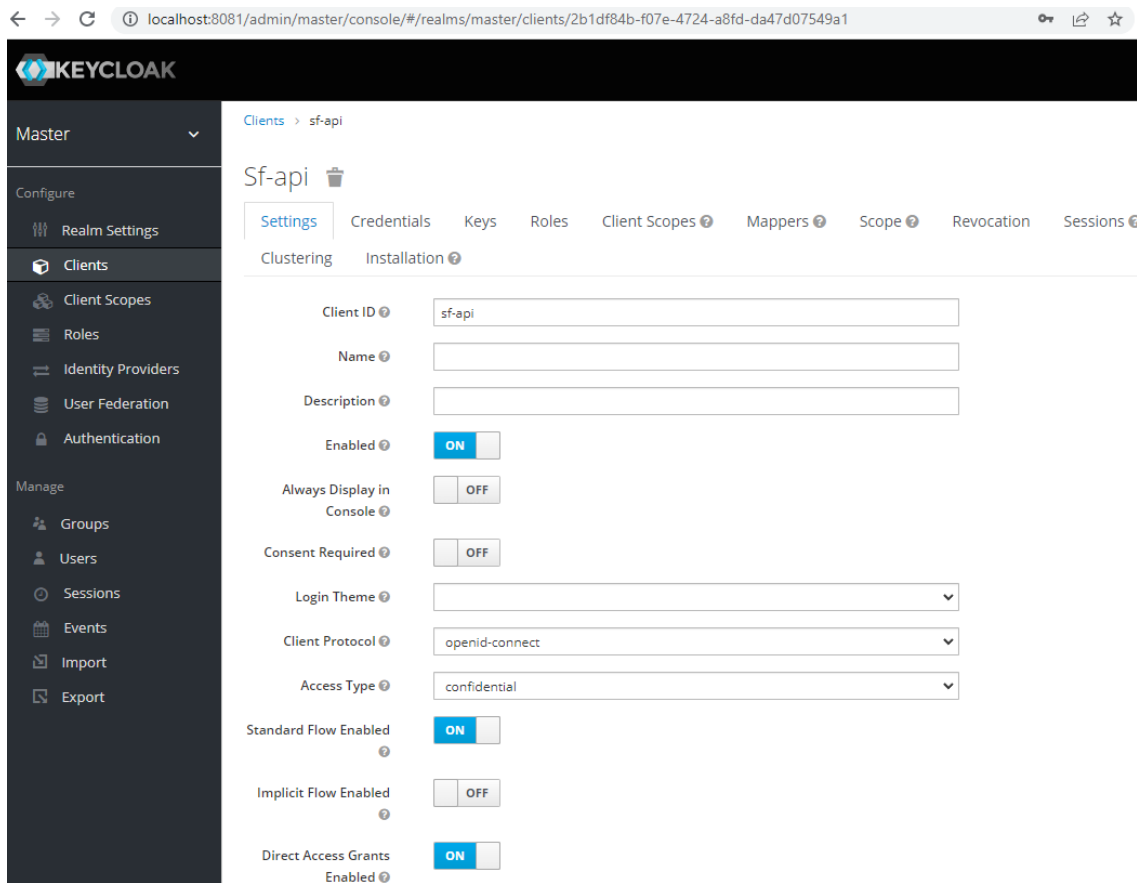 localhost:8081/admin/master/console/#/realms/master/clients/2b1df84b-f07e-4724-a8fd-da47d07549a1
KEYCLOAK
Master
Configure
Realm Settings
Clients
Client Scopes
Roles
Identity Providers
User Federation
Authentication
Manage
Groups
Users
Sessions
Events
Import
Export
Clients > sf-api
Sf-api
Settings Credentials Keys Roles Client Scopes Mappers Scope Revocation Sessions
Clustering Installation
Client ID sf-api
Name
Description
Enabled ON
Always Display in
Console OFF
Consent Required OFF
Login Theme
Client Protocol openid-connect
Access Type confidential
Standard Flow Enabled ON
Implicit Flow Enabled OFF
Direct Access Grants
Enabled ON